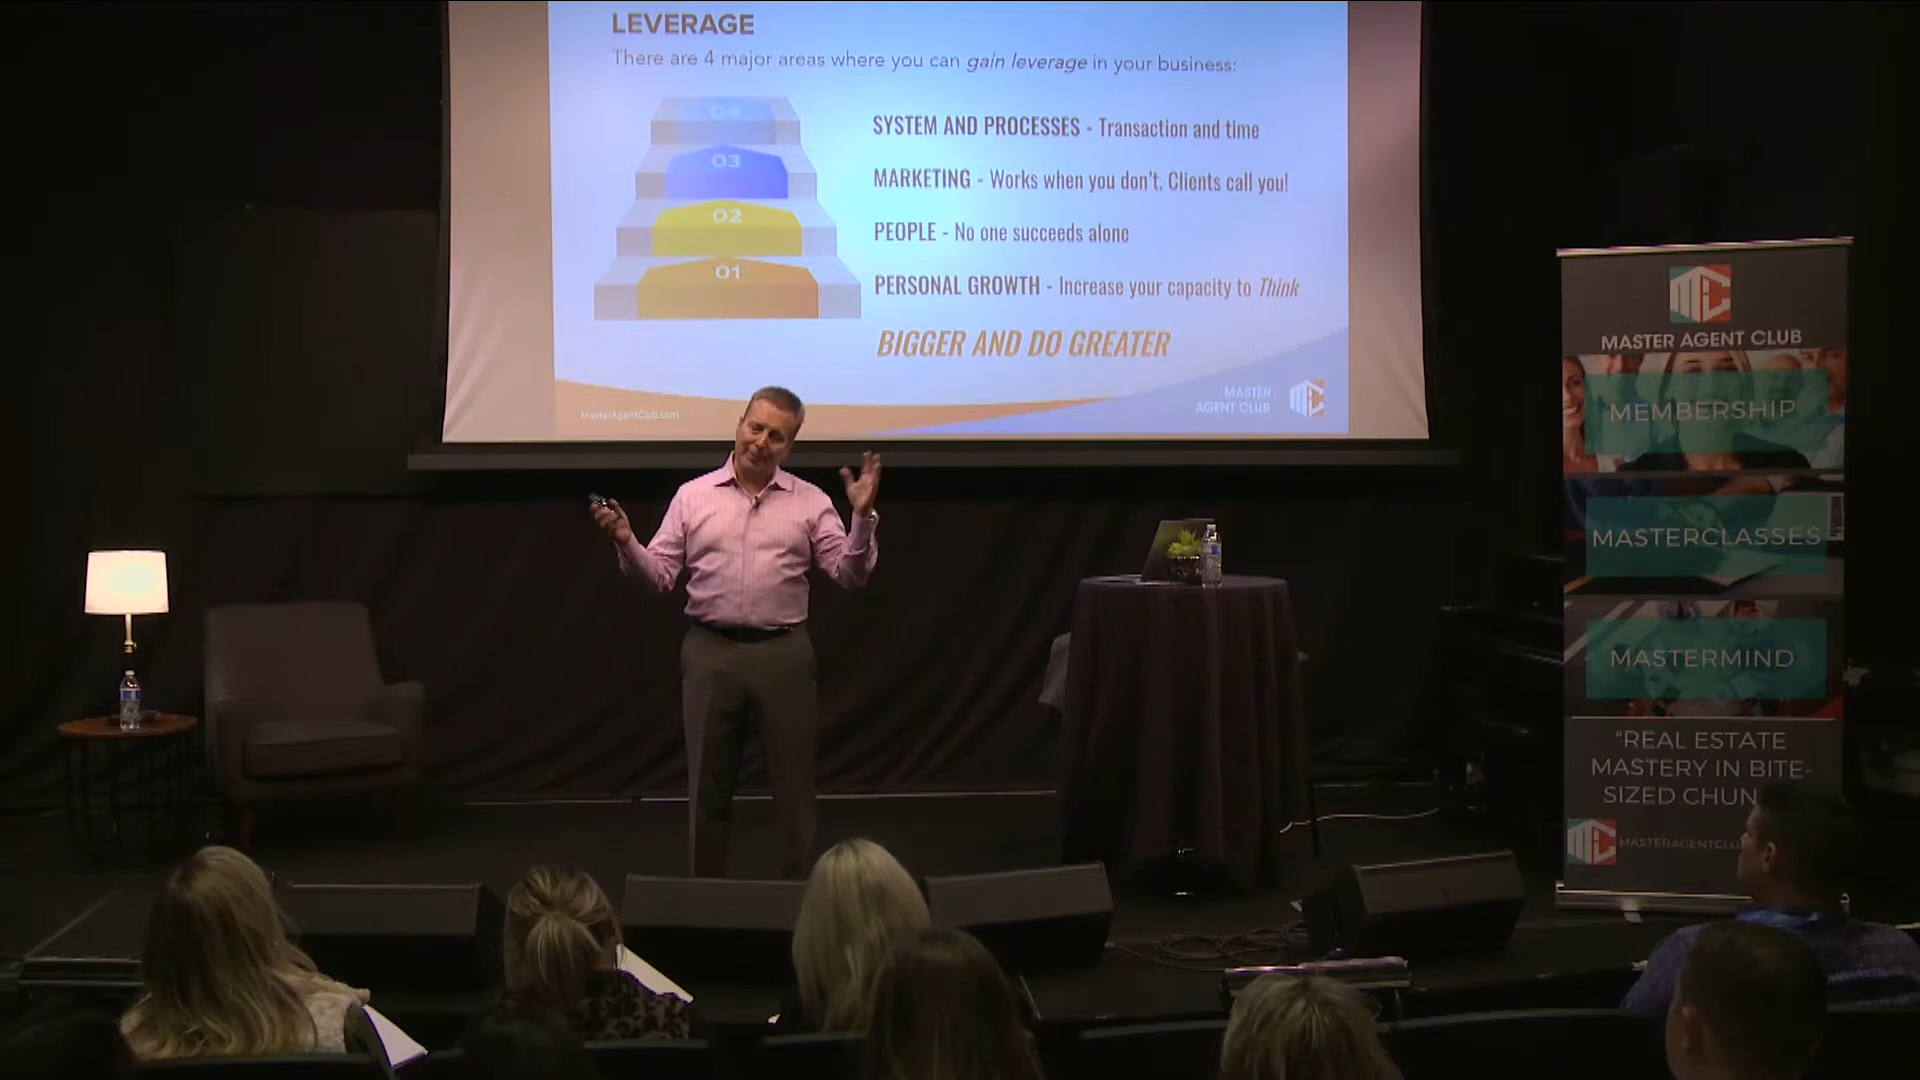 LEVERAGE
There are 4 major areas where you can gain leverage in your business:
04
SYSTEM AND PROCESSES - Transaction and time
03
MARKETING - Works when you don't. Clients call you!
02
PEOPLE - No one succeeds alone
01
PERSONAL GROWTH - Increase your capacity to Think
BIGGER AND DO GREATER
MasterAgentClub.com
MASTER
AGENT CLUB
MASTER AGENT CLUB
MEMBERSHIP
MASTERCLASSES
MASTERMIND
"REAL ESTATE
MASTERY IN BITE-
SIZED CHUN
MASTERAGENTCLU